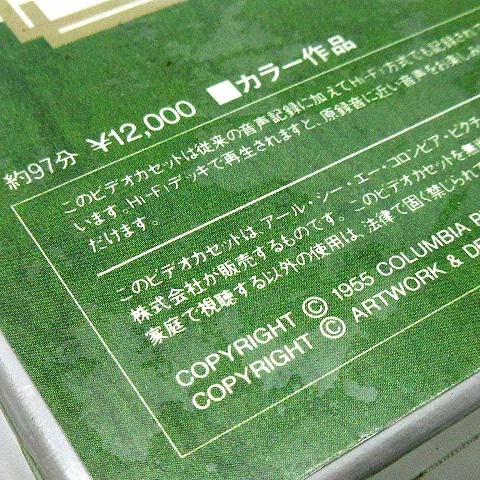 約97分 ¥12,000 ■カラー作品
このビデオカセットは従来の音声記録に加えてHi-Fi方式でも記録されて
います。Hi-Fiデッキで再生されますと、原録音に近い音声をお楽しみ
だけます。
このビデオカセットは、アール・シー・エー・コロンビア・ピクチ
株式会社が販売するものです。このビデオカセットを無
家庭で視聴する以外の使用は、法律で固く禁じられて
COPYRIGHT © 1955 COLUMBIA
COPYRIGHT © ARTWORK & DE